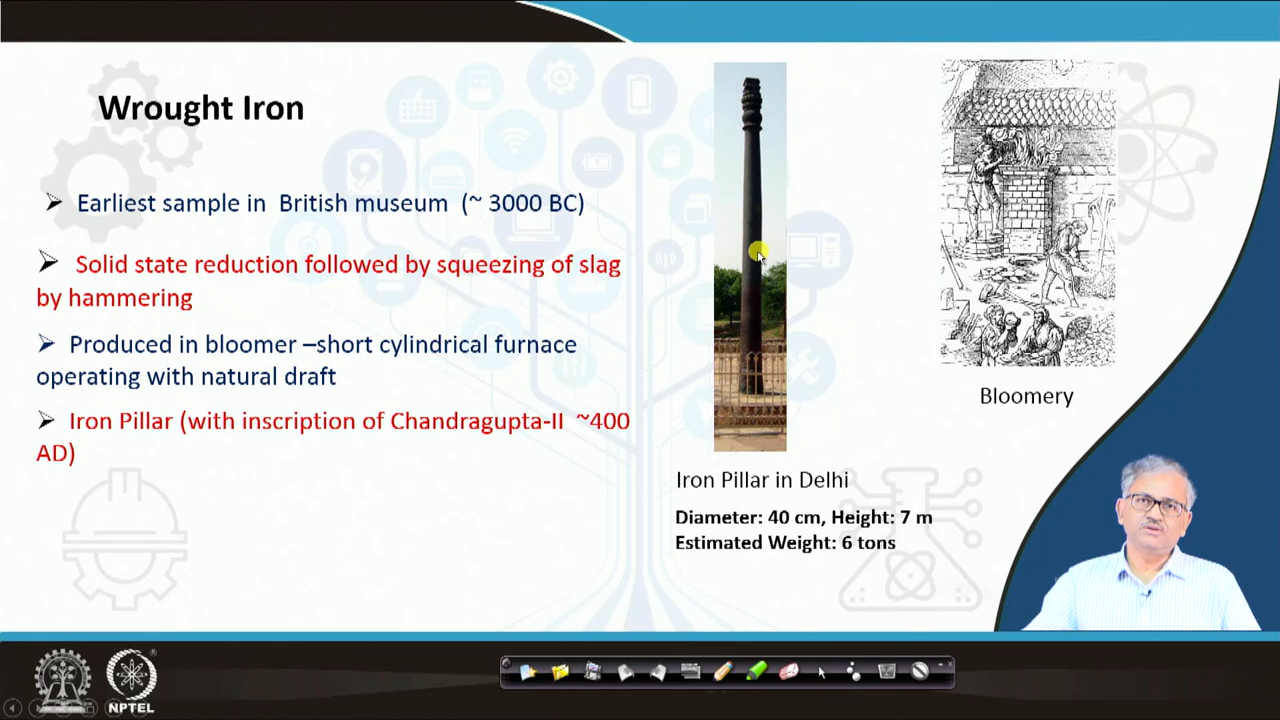 Wrought Iron
➢ Earliest sample in British museum (~ 3000 BC)
➢ Solid state reduction followed by squeezing of slag
by hammering
➢ Produced in bloomer –short cylindrical furnace
operating with natural draft
➢ Iron Pillar (with inscription of Chandragupta-II ~400
AD)
Iron Pillar in Delhi
Diameter: 40 cm, Height: 7 m
Estimated Weight: 6 tons
Bloomery
NPTEL